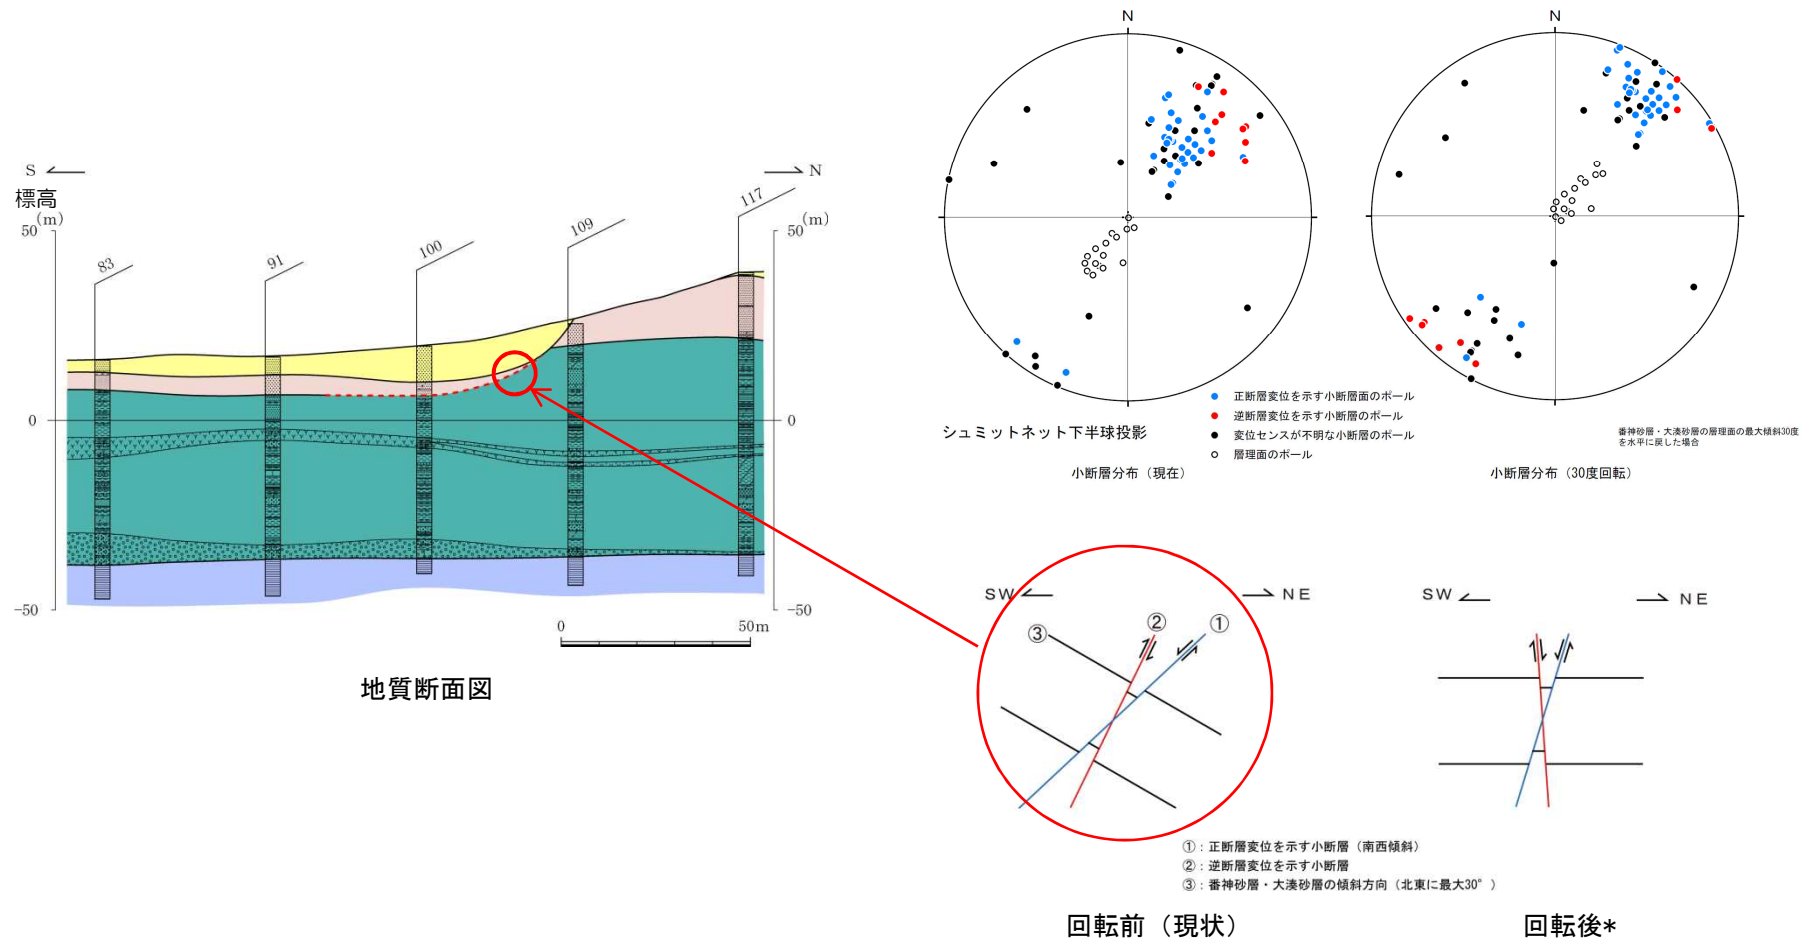 S
N
標高
(m)
50
83
91
100
109
117
(m)
50
0
0
-50
-50
0
50m
地質断面図
N
N
シュミットネット下半球投影
正断層変位を示す小断層面のポール
逆断層変位を示す小断層のポール
変位センスが不明な小断層のポール
層理面のポール
小断層分布（現在）
番神砂層・大湊砂層の層理面の最大傾斜30度
を水平に戻した場合
小断層分布（30度回転）
SW
NE
③
②
①
SW
NE
①：正断層変位を示す小断層（南西傾斜）
②：逆断層変位を示す小断層
③：番神砂層・大湊砂層の傾斜方向（北東に最大30°）
回転前（現状）
回転後*